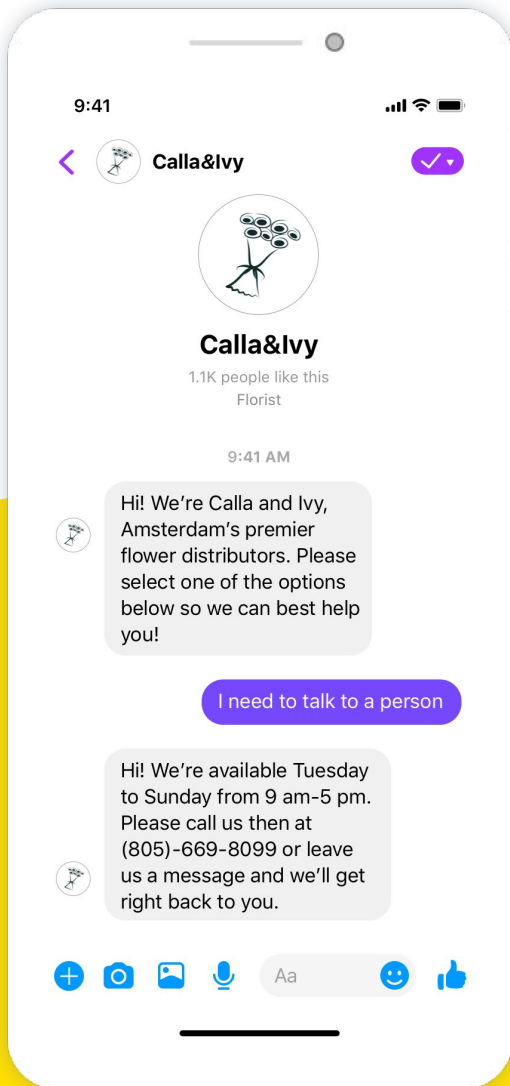 9:41
Calla&Ivy
Calla&Ivy
1.1K people like this
Florist
9:41 AM
Hi! We’re Calla and Ivy,
Amsterdam’s premier
flower distributors. Please
select one of the options
below so we can best help
you!
I need to talk to a person
Hi! We’re available Tuesday
to Sunday from 9 am-5 pm.
Please call us then at
(805)-669-8099 or leave
us a message and we’ll get
right back to you.
Aa